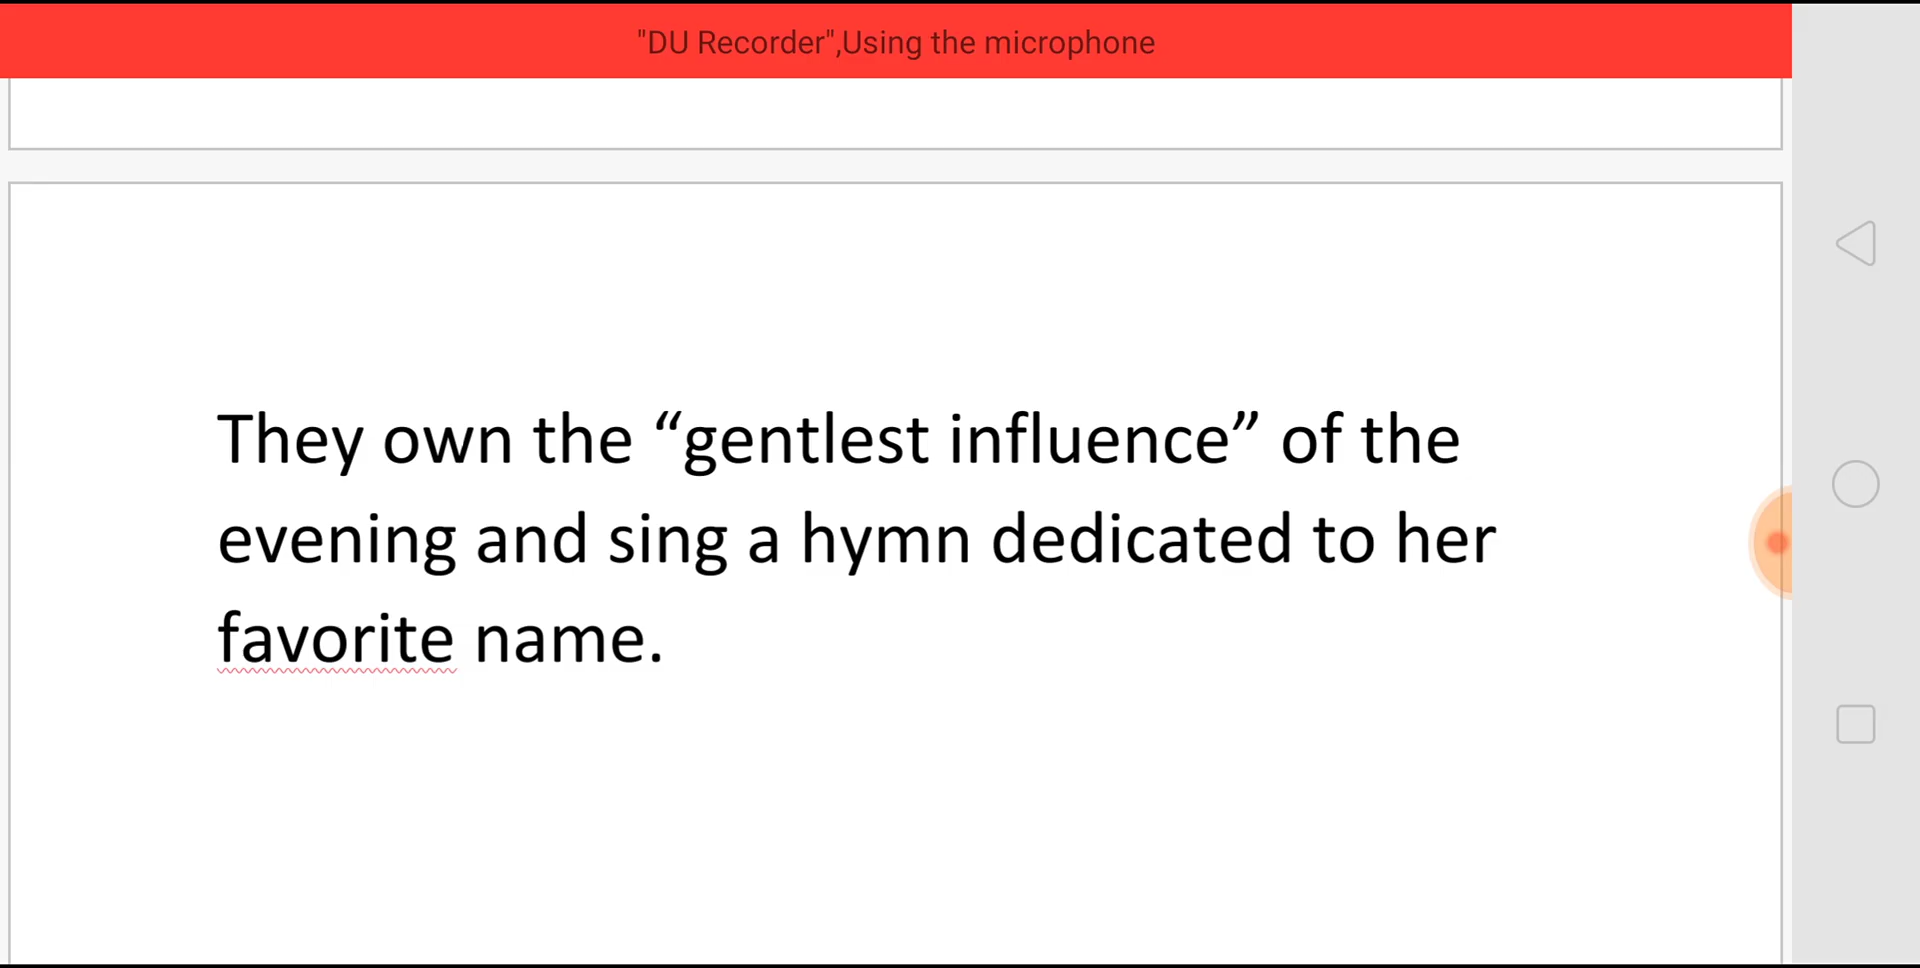 "DU Recorder",Using the microphone
They own the “gentlest influence” of the
evening and sing a hymn dedicated to her
favorite name.